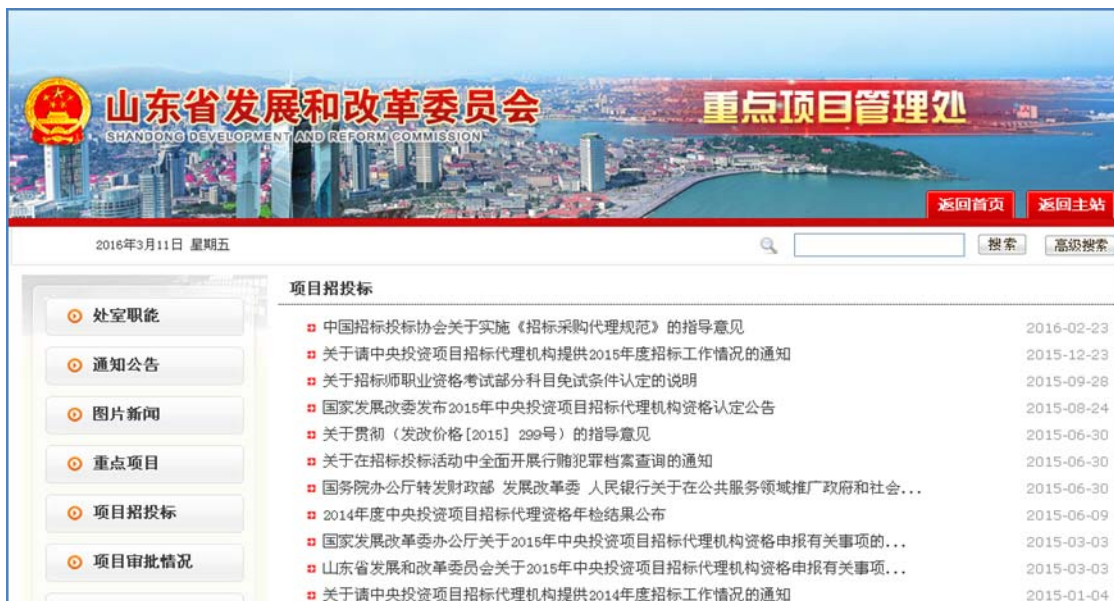 山东省发展和改革委员会
SHANDONG DEVELOPMENT AND REFORM COMMISSION
重点项目管理处
返回首页 返回主站
2016年3月11日 星期五 搜索 高级搜索
项目招投标
处室职能
通知公告
图片新闻
重点项目
项目招投标
项目审批情况
中国招标投标协会关于实施《招标采购代理规范》的指导意见 2016-02-23
关于请中央投资项目招标代理机构提供2015年度招标工作情况的通知 2015-12-23
关于招标师职业资格考试部分科目免试条件认定的说明 2015-09-28
国家发展改委发布2015年中央投资项目招标代理机构资格认定公告 2015-08-24
关于贯彻（发改价格[2015] 299号）的指导意见 2015-06-30
关于在招标投标活动中全面开展行贿犯罪档案查询的通知 2015-06-30
国务院办公厅转发财政部 发展改革委 人民银行关于在公共服务领域推广政府和社会... 2015-06-30
2014年度中央投资项目招标代理资格年检结果公布 2015-06-09
国家发展改革委办公厅关于2015年中央投资项目招标代理机构资格申报有关事项的... 2015-03-03
山东省发展和改革委员会关于2015年中央投资项目招标代理机构资格申报有关事项... 2015-03-03
关于请中央投资项目招标代理机构提供2014年度招标工作情况的通知 2015-01-04